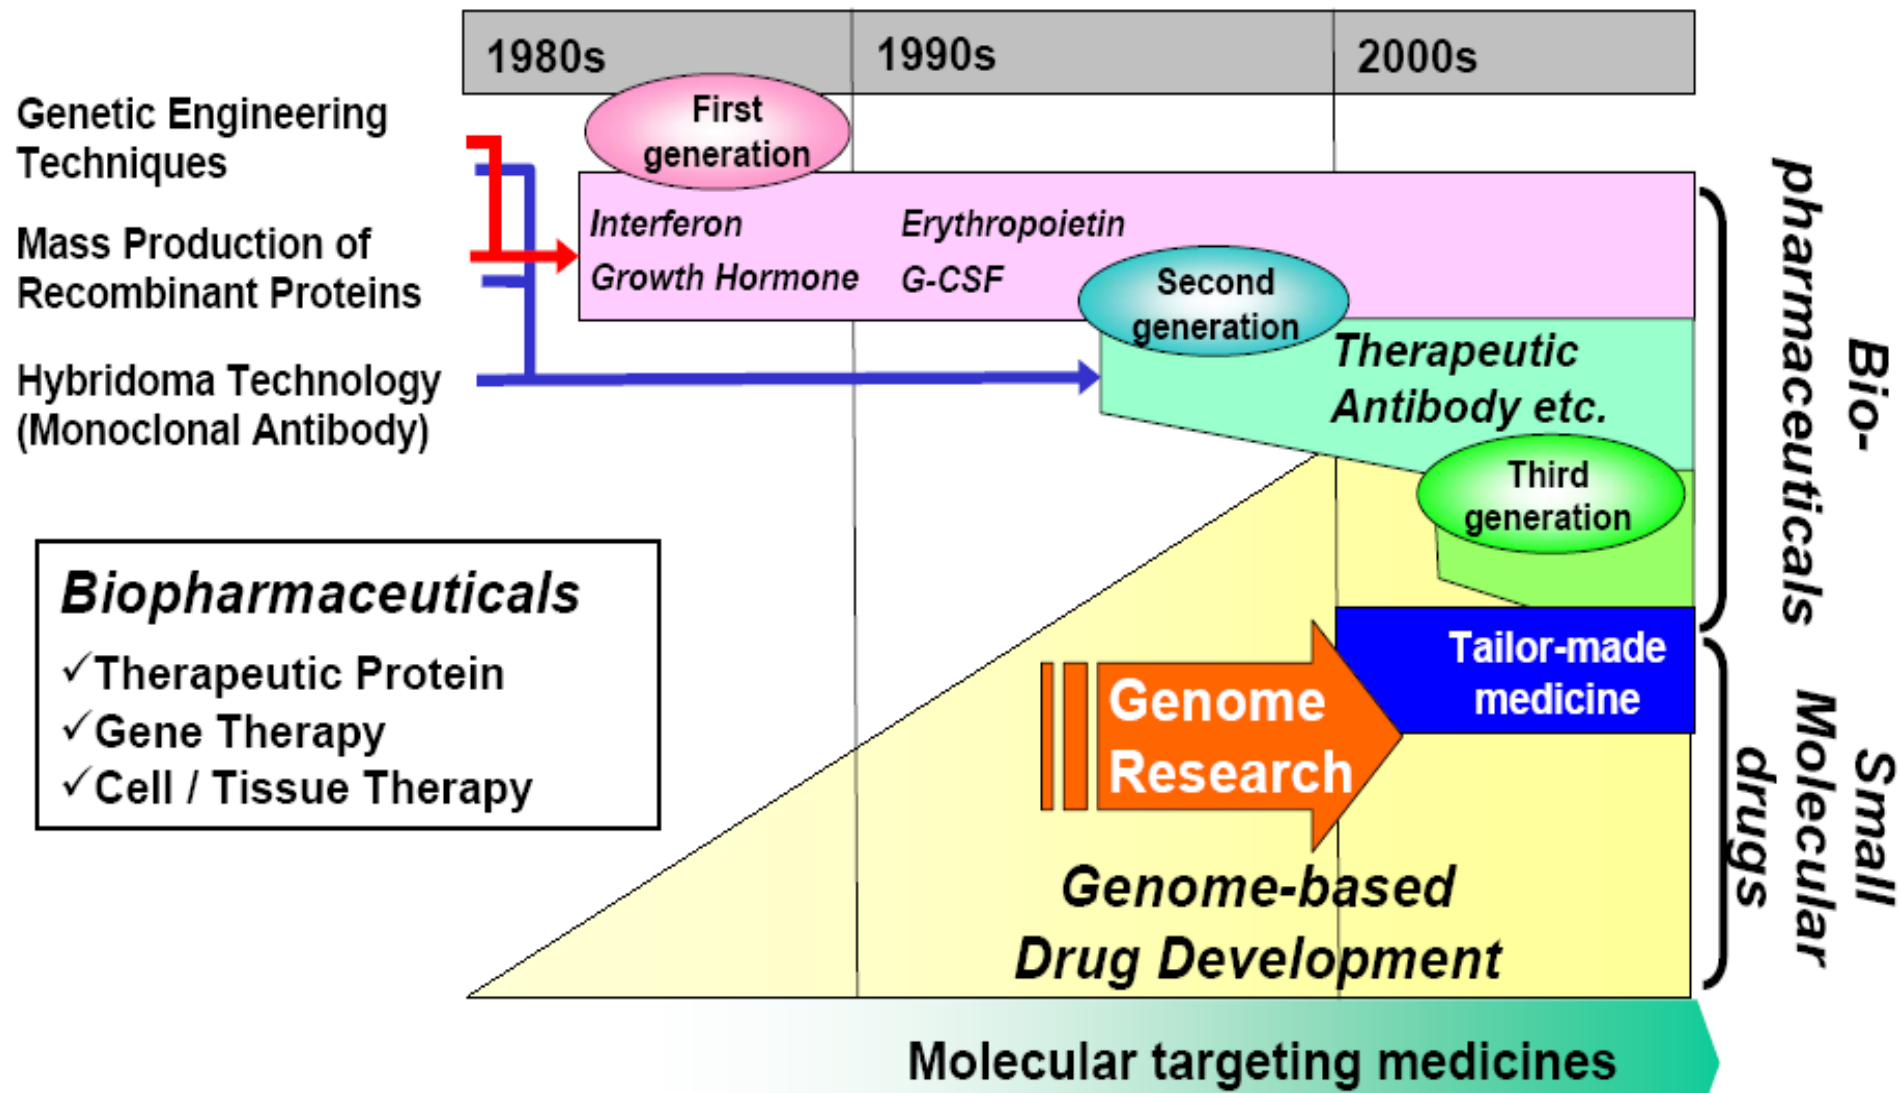 1980s
1990s
2000s
Genetic Engineering
Techniques
Mass Production of
Recombinant Proteins
Hybridoma Technology
(Monoclonal Antibody)
First
generation
Interferon
Growth Hormone
Erythropoietin
G-CSF
Second
generation
Therapeutic
Antibody etc.
Third
generation
Bio-
pharmaceuticals
Biopharmaceuticals
✓Therapeutic Protein
✓Gene Therapy
✓Cell / Tissue Therapy
Genome
Research
Tailor-made
medicine
Small
Molecular
drugs
Genome-based
Drug Development
Molecular targeting medicines